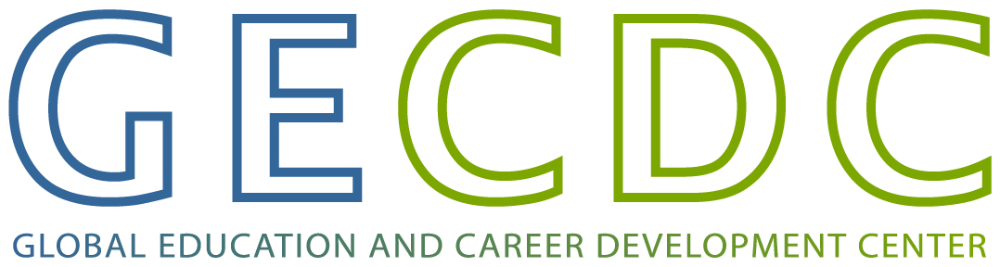 GECDC
GLOBAL EDUCATION AND CAREER DEVELOPMENT CENTER